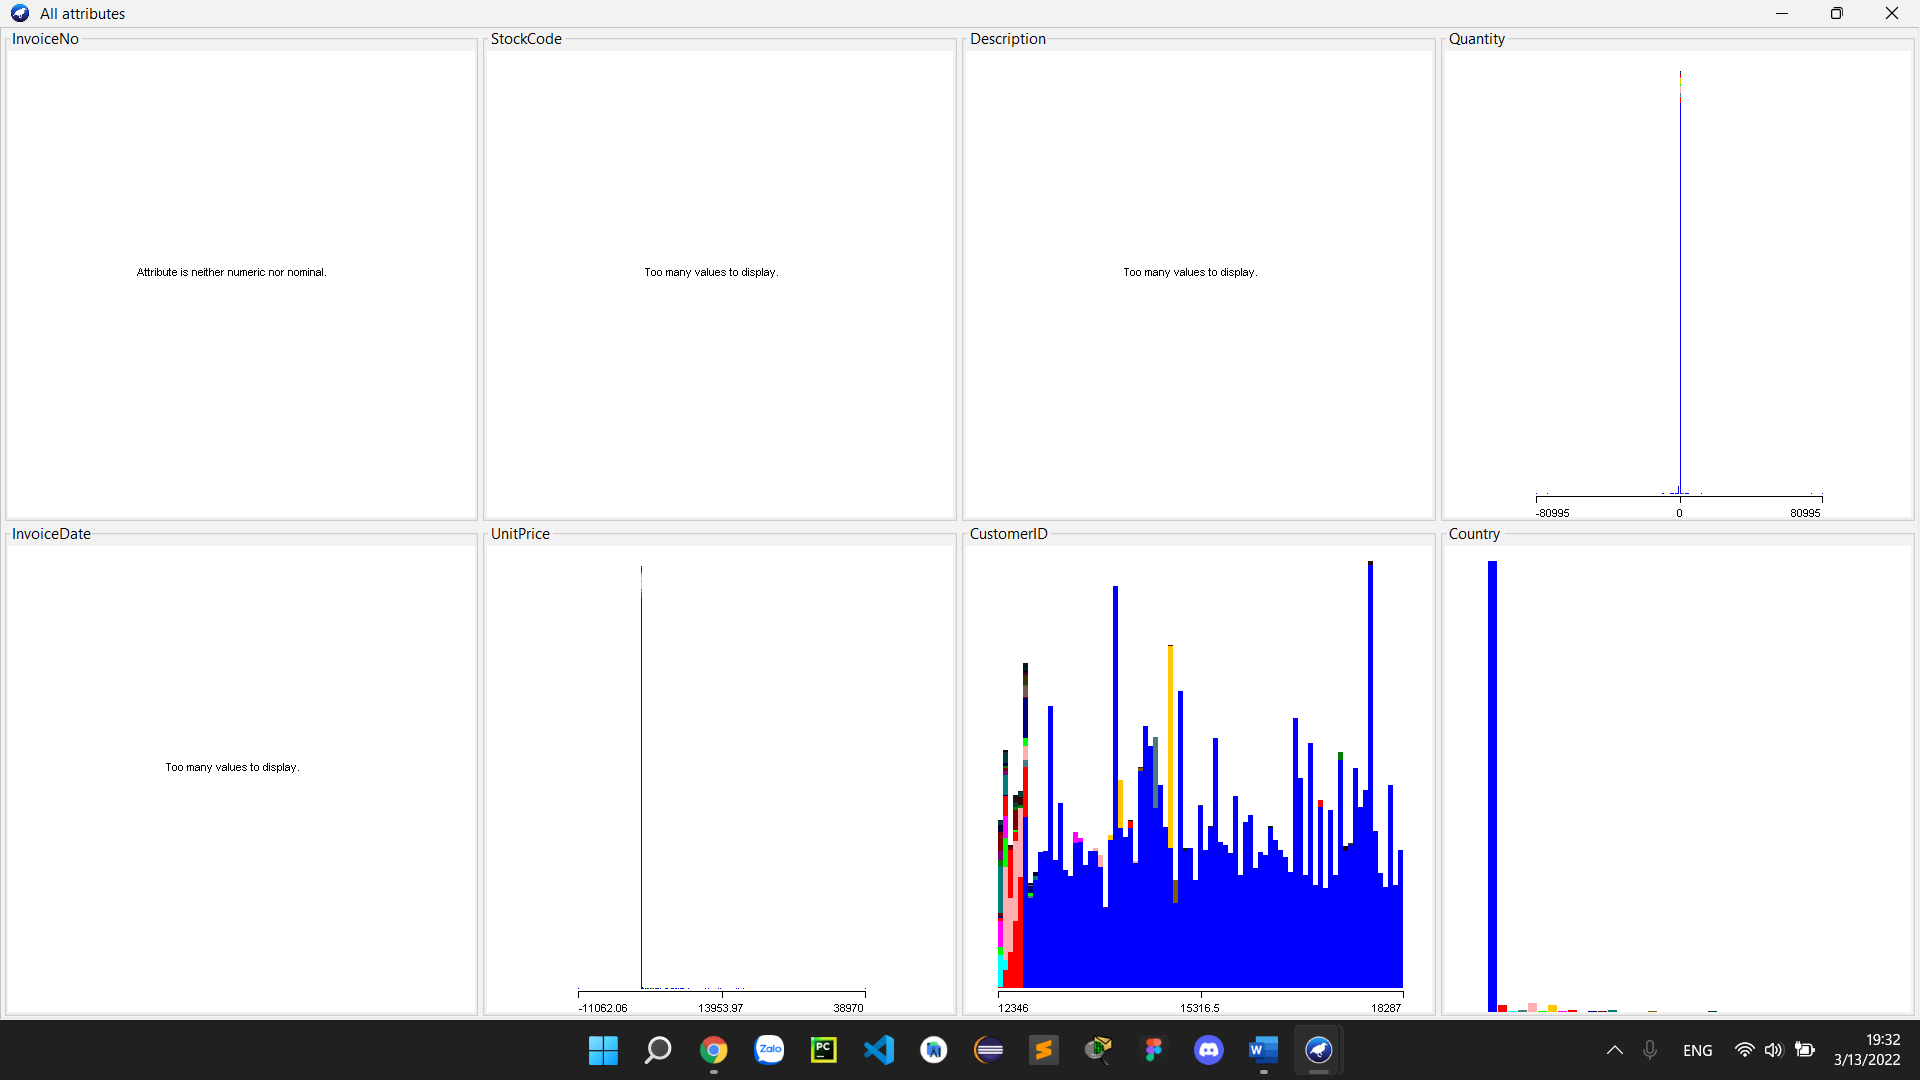 All attributes
InvoiceNo
StockCode
Description
Quantity
Attribute is neither numeric nor nominal.
Too many values to display.
Too many values to display.
-80995
0
80995
InvoiceDate
UnitPrice
CustomerID
Country
Too many values to display.
-11062.06
13953.97
38970
12346
15316.5
18287
Zalo
PC
W
ENG
19:32
3/13/2022